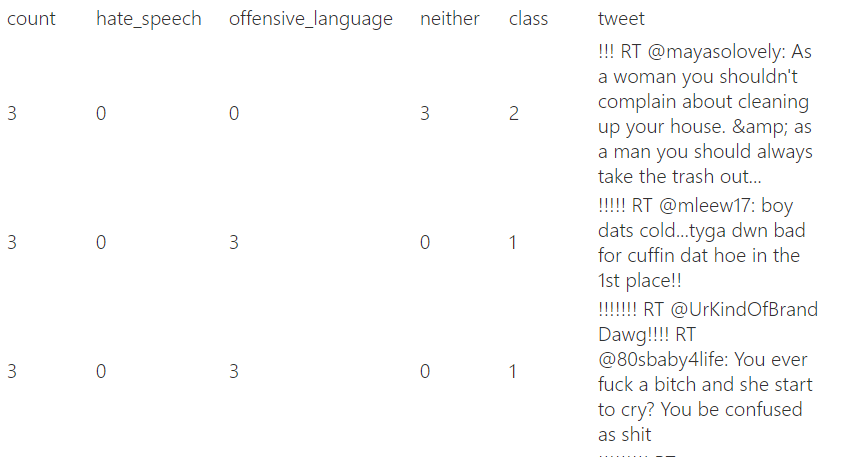 count hate_speech offensive_language neither class tweet
!!! RT @mayasolovely: As
a woman you shouldn't
complain about cleaning
up your house. &amp; as
3 0 0 3 2
a man you should always
take the trash out...
!!!!! RT @mleew17: boy
dats cold...tyga dwn bad
3 0 3 0 1
for cuffin dat hoe in the
1st place!!
!!!!!!! RT @UrKindOfBrand
Dawg!!!! RT
@80sbaby4life: You ever
3 0 3 0 1
fuck a bitch and she start
to cry? You be confused
as shit